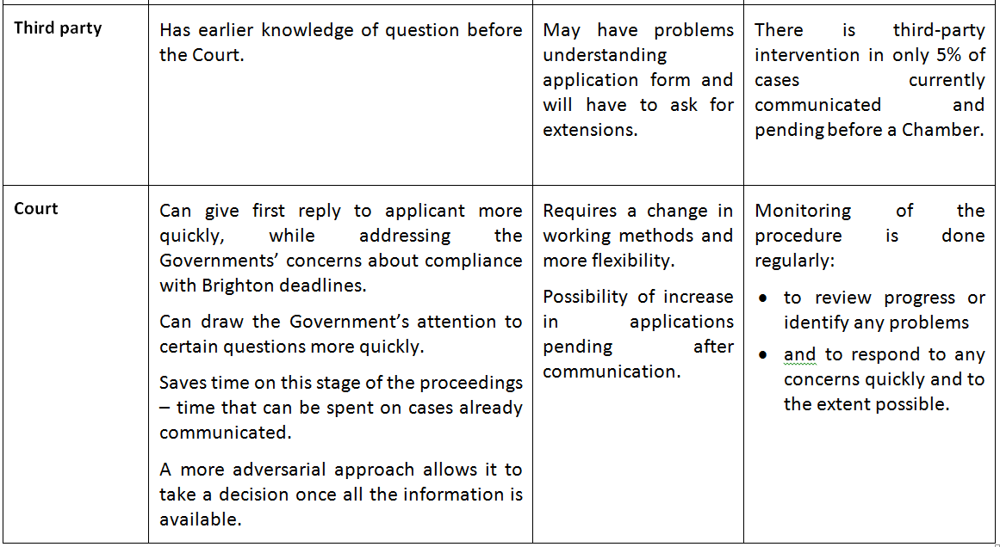 Third party
Has earlier knowledge of question before
the Court.
May have problems
understanding
application form and
will have to ask for
extensions.
There is third-party
intervention in only 5% of
cases currently
communicated and
pending before a Chamber.
Court
Can give first reply to applicant more
quickly, while addressing the
Governments’ concerns about compliance
with Brighton deadlines.
Can draw the Government’s attention to
certain questions more quickly.
Saves time on this stage of the proceedings
– time that can be spent on cases already
communicated.
A more adversarial approach allows it to
take a decision once all the information is
available.
Requires a change in
working methods and
more flexibility.
Possibility of increase
in applications
pending after
communication.
Monitoring of the
procedure is done
regularly:
• to review progress or
identify any problems
• and to respond to any
concerns quickly and to
the extent possible.